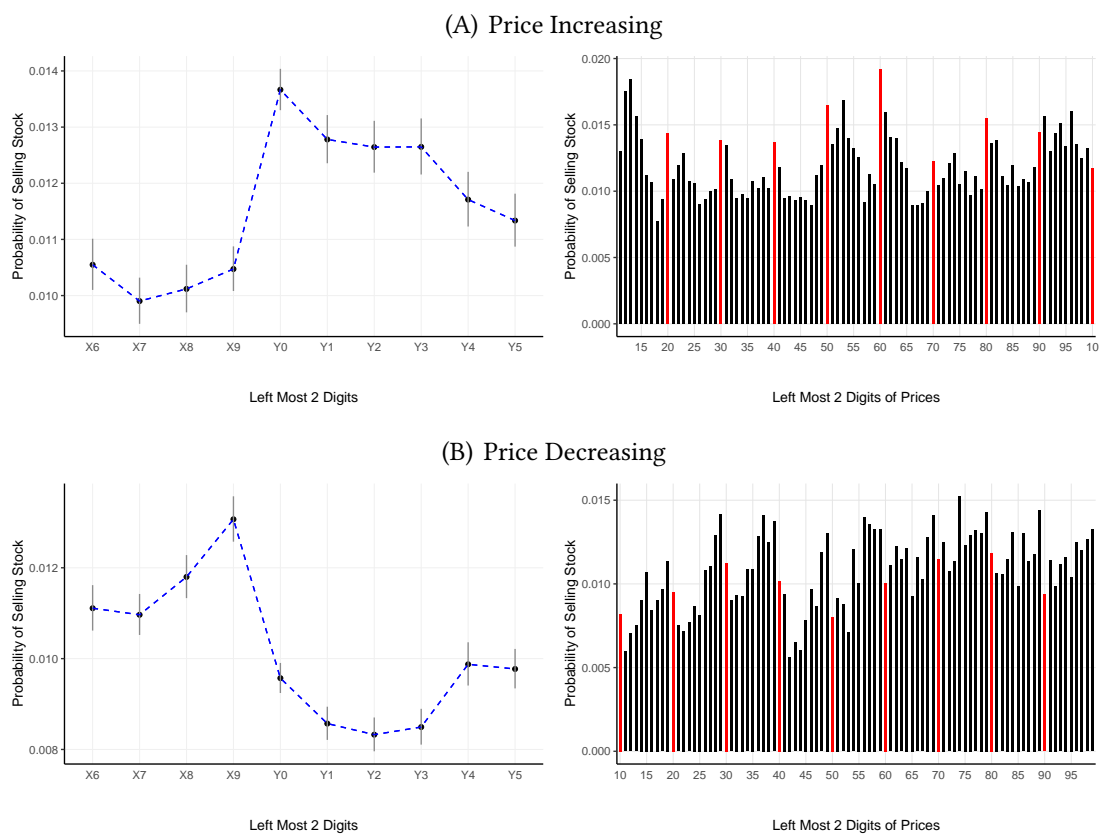 (A) Price Increasing
Probability of Selling Stock
0.014
0.013
0.012
0.011
0.010
X6 X7 X8 X9 Y0 Y1 Y2 Y3 Y4 Y5
Left Most 2 Digits
Probability of Selling Stock
0.020
0.015
0.010
0.005
0.000
15 20 25 30 35 40 45 50 55 60 65 70 75 80 85 90 95 10
Left Most 2 Digits of Prices
(B) Price Decreasing
Probability of Selling Stock
0.012
0.010
0.008
X6 X7 X8 X9 Y0 Y1 Y2 Y3 Y4 Y5
Left Most 2 Digits
Probability of Selling Stock
0.015
0.010
0.005
0.000
10 15 20 25 30 35 40 45 50 55 60 65 70 75 80 85 90 95
Left Most 2 Digits of Prices